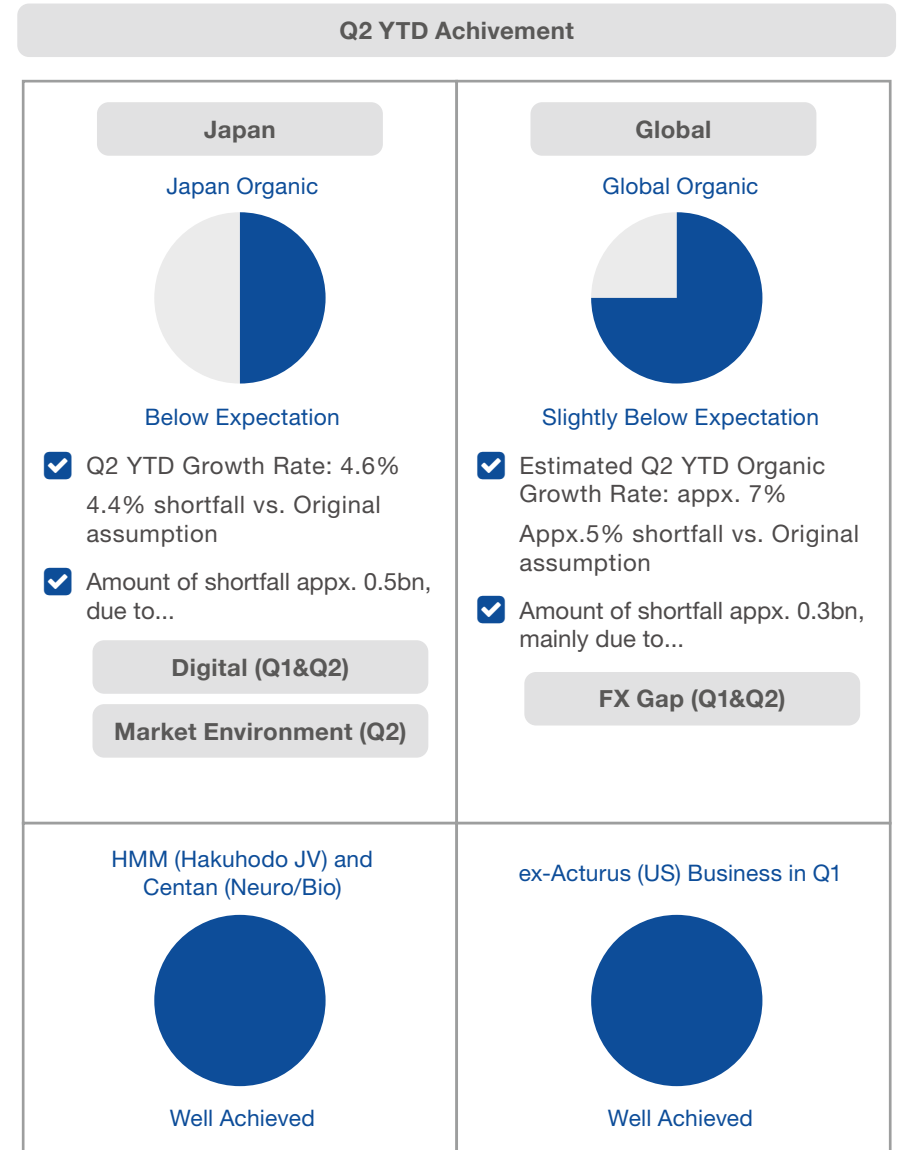 Q2 YTD Achivement
Japan
Japan Organic
Below Expectation
Q2 YTD Growth Rate: 4.6%
4.4% shortfall vs. Original
assumption
Amount of shortfall appx. 0.5bn,
due to...
Digital (Q1&Q2)
Market Environment (Q2)
Global
Global Organic
Slightly Below Expectation
Estimated Q2 YTD Organic
Growth Rate: appx. 7%
Appx.5% shortfall vs. Original
assumption
Amount of shortfall appx. 0.3bn,
mainly due to...
FX Gap (Q1&Q2)
HMM (Hakuhodo JV) and
Centan (Neuro/Bio)
Well Achieved
ex-Acturus (US) Business in Q1
Well Achieved